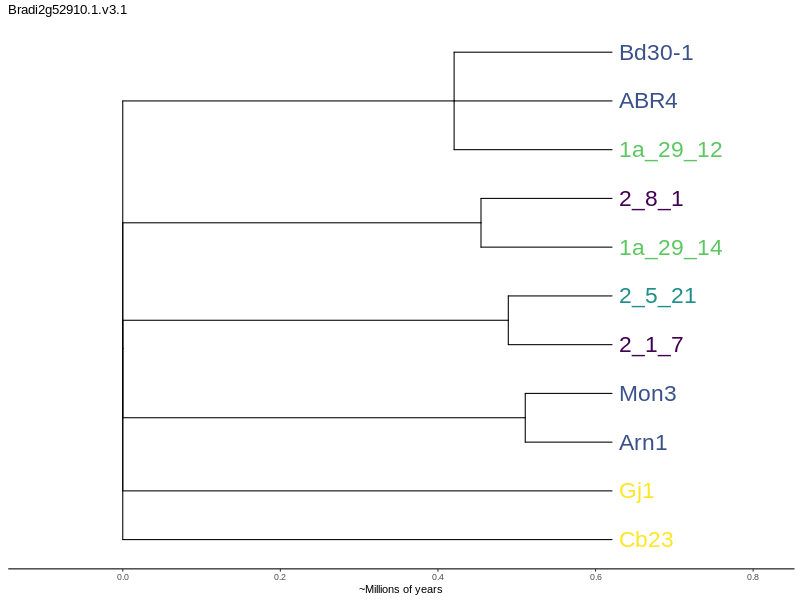 Bradi2g52910.1.v3.1
Bd30-1
ABR4
1a_29_12
2_8_1
1a_29_14
2_5_21
2_1_7
Mon3
Arn1
Gj1
Cb23
0.0 0.2 0.4 0.6 0.8
~Millions of years